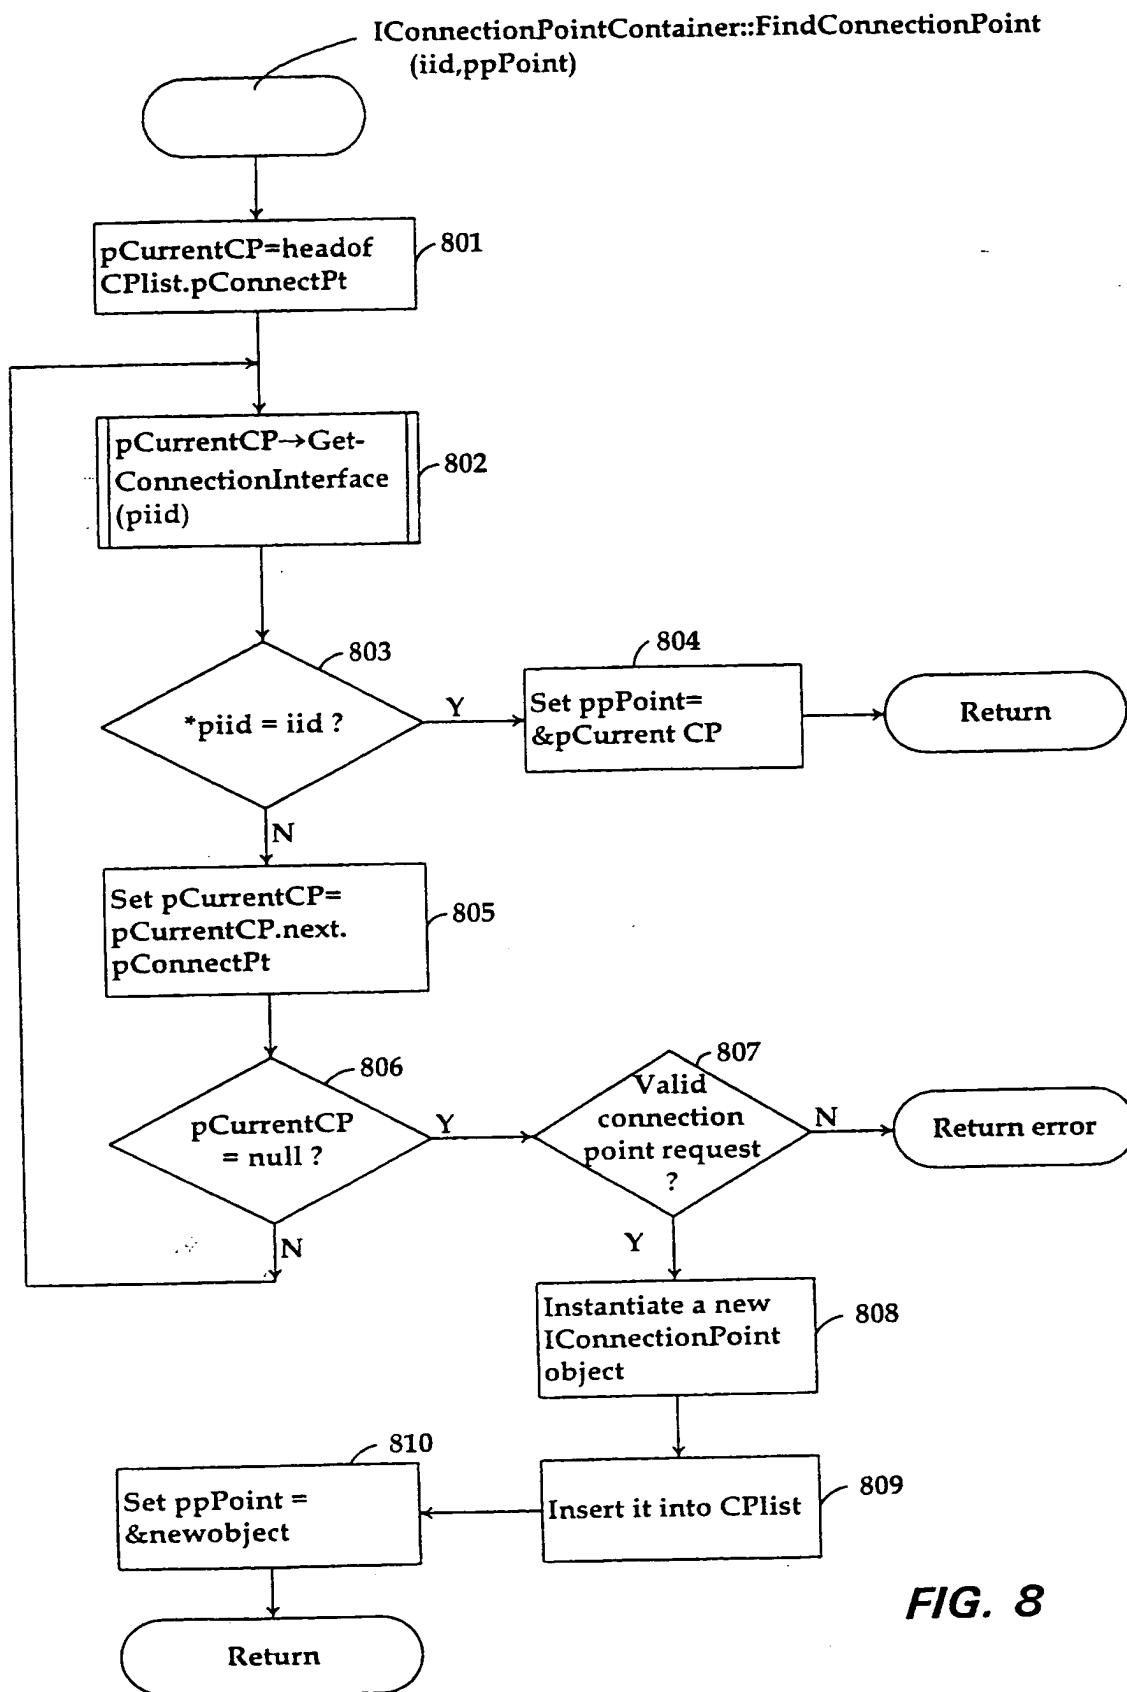 IConnectionPointContainer::FindConnectionPoint
(iid,ppPoint)
pCurrentCP=headof
CPlist.pConnectPt
801
pCurrentCP→Get-
ConnectionInterface
(piid)
802
803
*piid = iid ?
Y
804
Set ppPoint=
&pCurrent CP
Return
N
Set pCurrentCP=
pCurrentCP.next.
pConnectPt
805
806
pCurrentCP
= null ?
Y
N
807
Valid
connection
point request
?
N
Return error
Y
Instantiate a new
IConnectionPoint
object
808
Insert it into CPlist
809
810
Set ppPoint =
&newobject
Return
FIG. 8